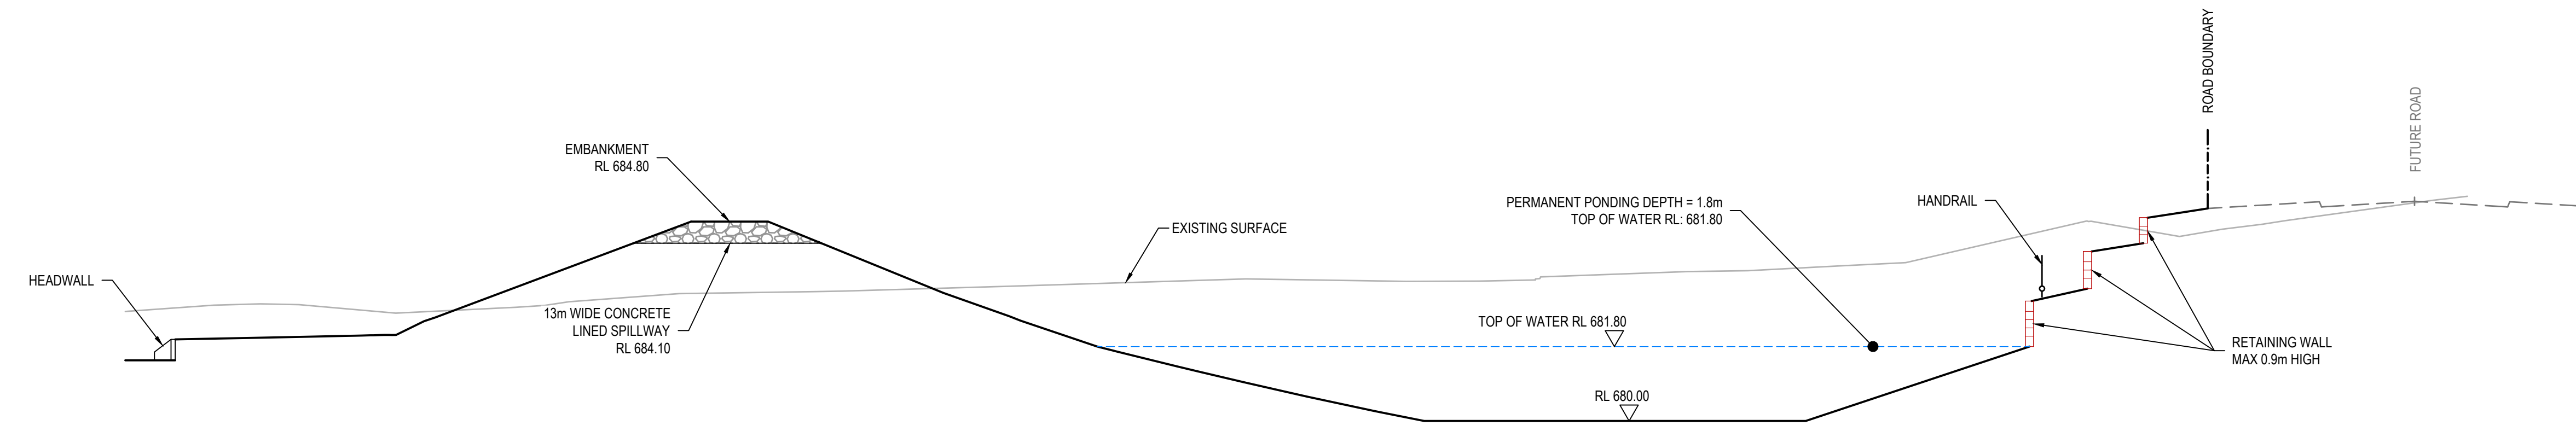 ROAD BOUNDARY
FUTURE ROAD
EMBANKMENT
RL 684.80
PERMANENT PONDING DEPTH = 1.8m
TOP OF WATER RL: 681.80
HANDRAIL
EXISTING SURFACE
HEADWALL
13m WIDE CONCRETE
LINED SPILLWAY
RL 684.10
TOP OF WATER RL 681.80
RETAINING WALL
MAX 0.9m HIGH
RL 680.00